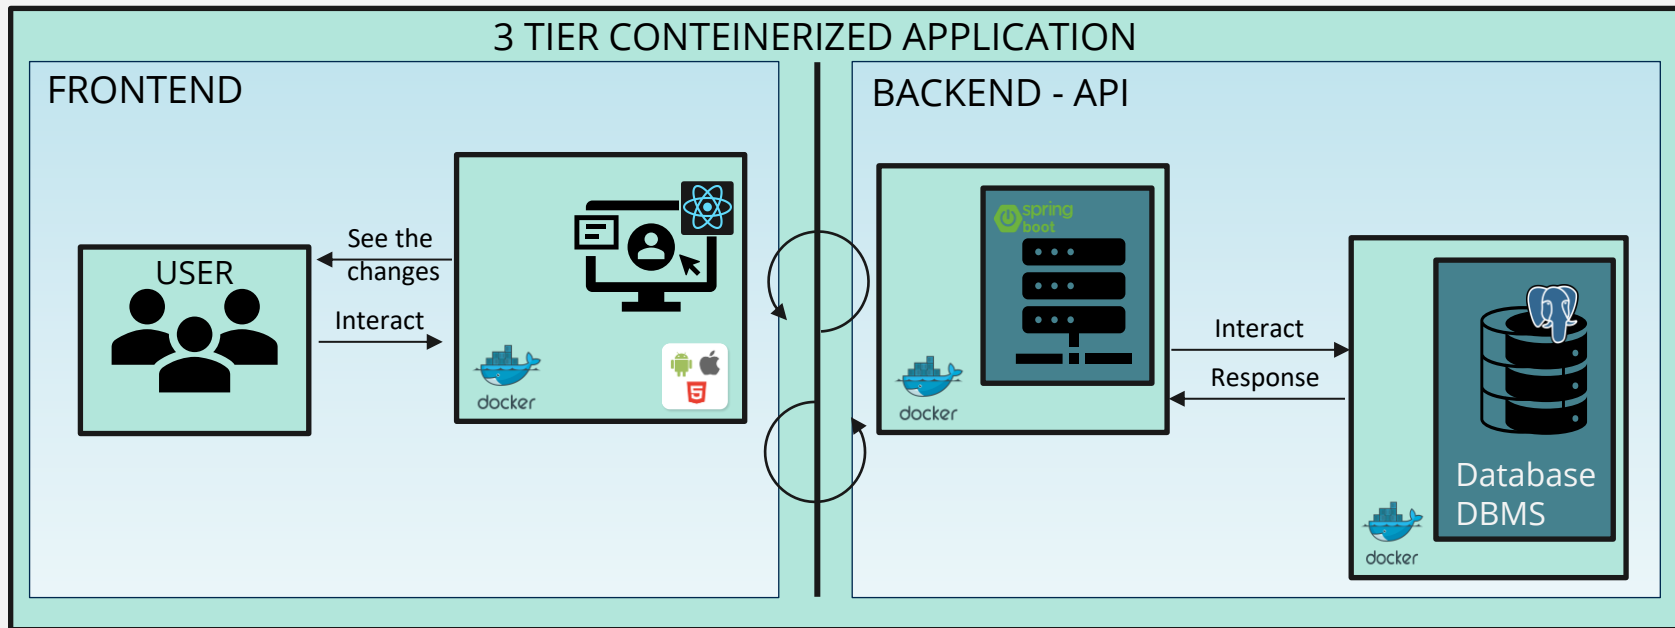 3 TIER CONTEINERIZED APPLICATION
FRONTEND
USER
See the
changes
Interact
docker
5
BACKEND - API
spring
boot
docker
Interact
Response
Database
DBMS
docker